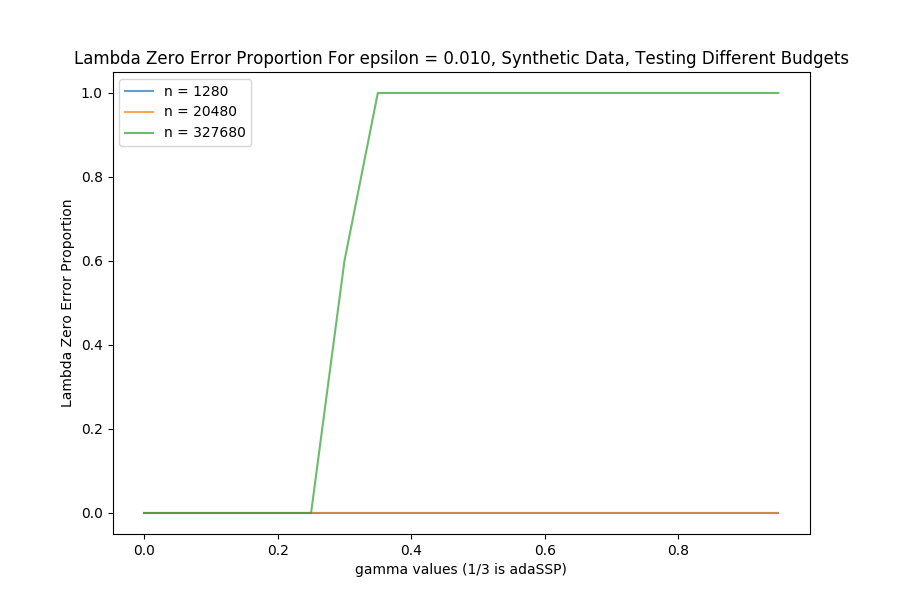 Lambda Zero Error Proportion For epsilon = 0.010, Synthetic Data, Testing Different Budgets
n = 1280
n = 20480
n = 327680
Lambda Zero Error Proportion
1.0
0.8
0.6
0.4
0.2
0.0
0.0 0.2 0.4 0.6 0.8
gamma values (1/3 is adaSSP)